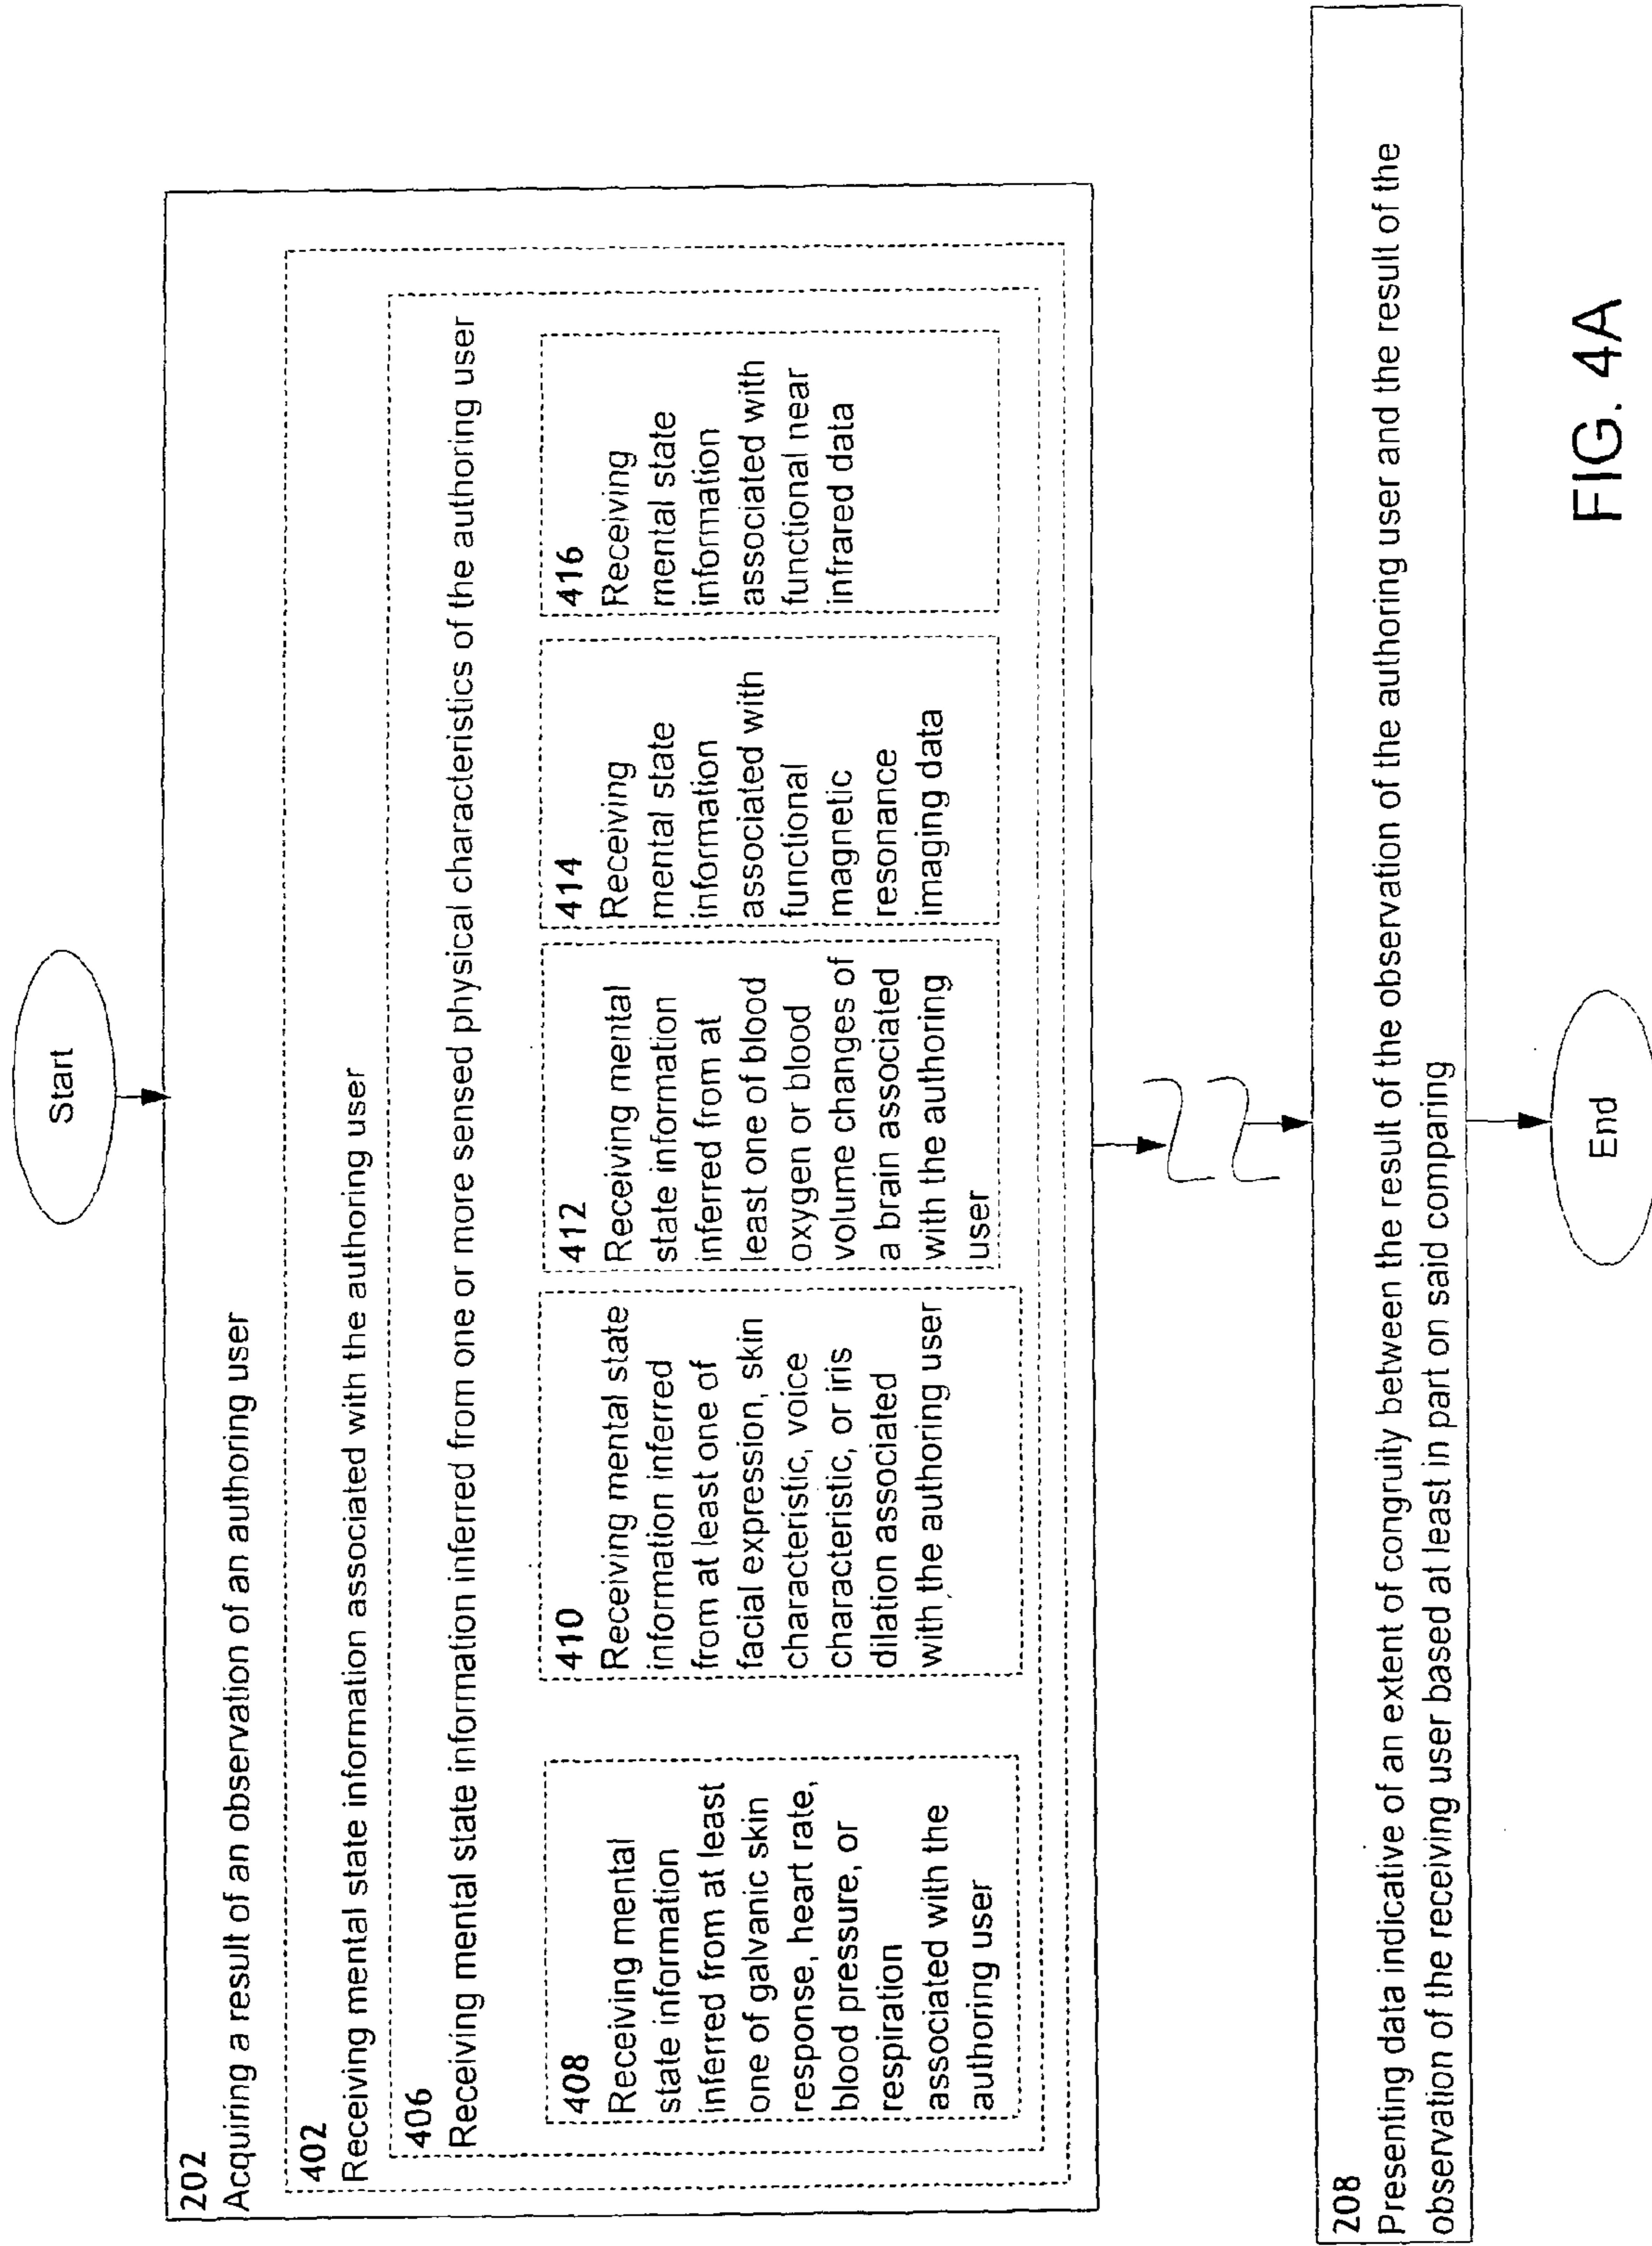 Start
202
Acquiring a result of an observation of an authoring user
402
Receiving mental state information associated with the authoring user
406
Receiving mental state information inferred from one or more sensed physical characteristics of the authoring user
408
Receiving mental
state information
inferred from at least
one of galvanic skin
response, heart rate,
blood pressure, or
respiration
associated with the
authoring user
410
Receiving mental state
information inferred
from at least one of
facial expression, skin
characteristic, voice
characteristic, or iris
dilation associated
with the authoring user
412
Receiving mental
state information
inferred from at
least one of blood
oxygen or blood
volume changes of
a brain associated
with the authoring
user
414
Receiving
mental state
information
associated with
functional
magnetic
resonance
imaging data
416
Receiving
mental state
information
associated with
functional near
infrared data
208
Presenting data indicative of an extent of congruity between the result of the observation of the authoring user and the result of the
observation of the receiving user based at least in part on said comparing
End
FIG. 4A